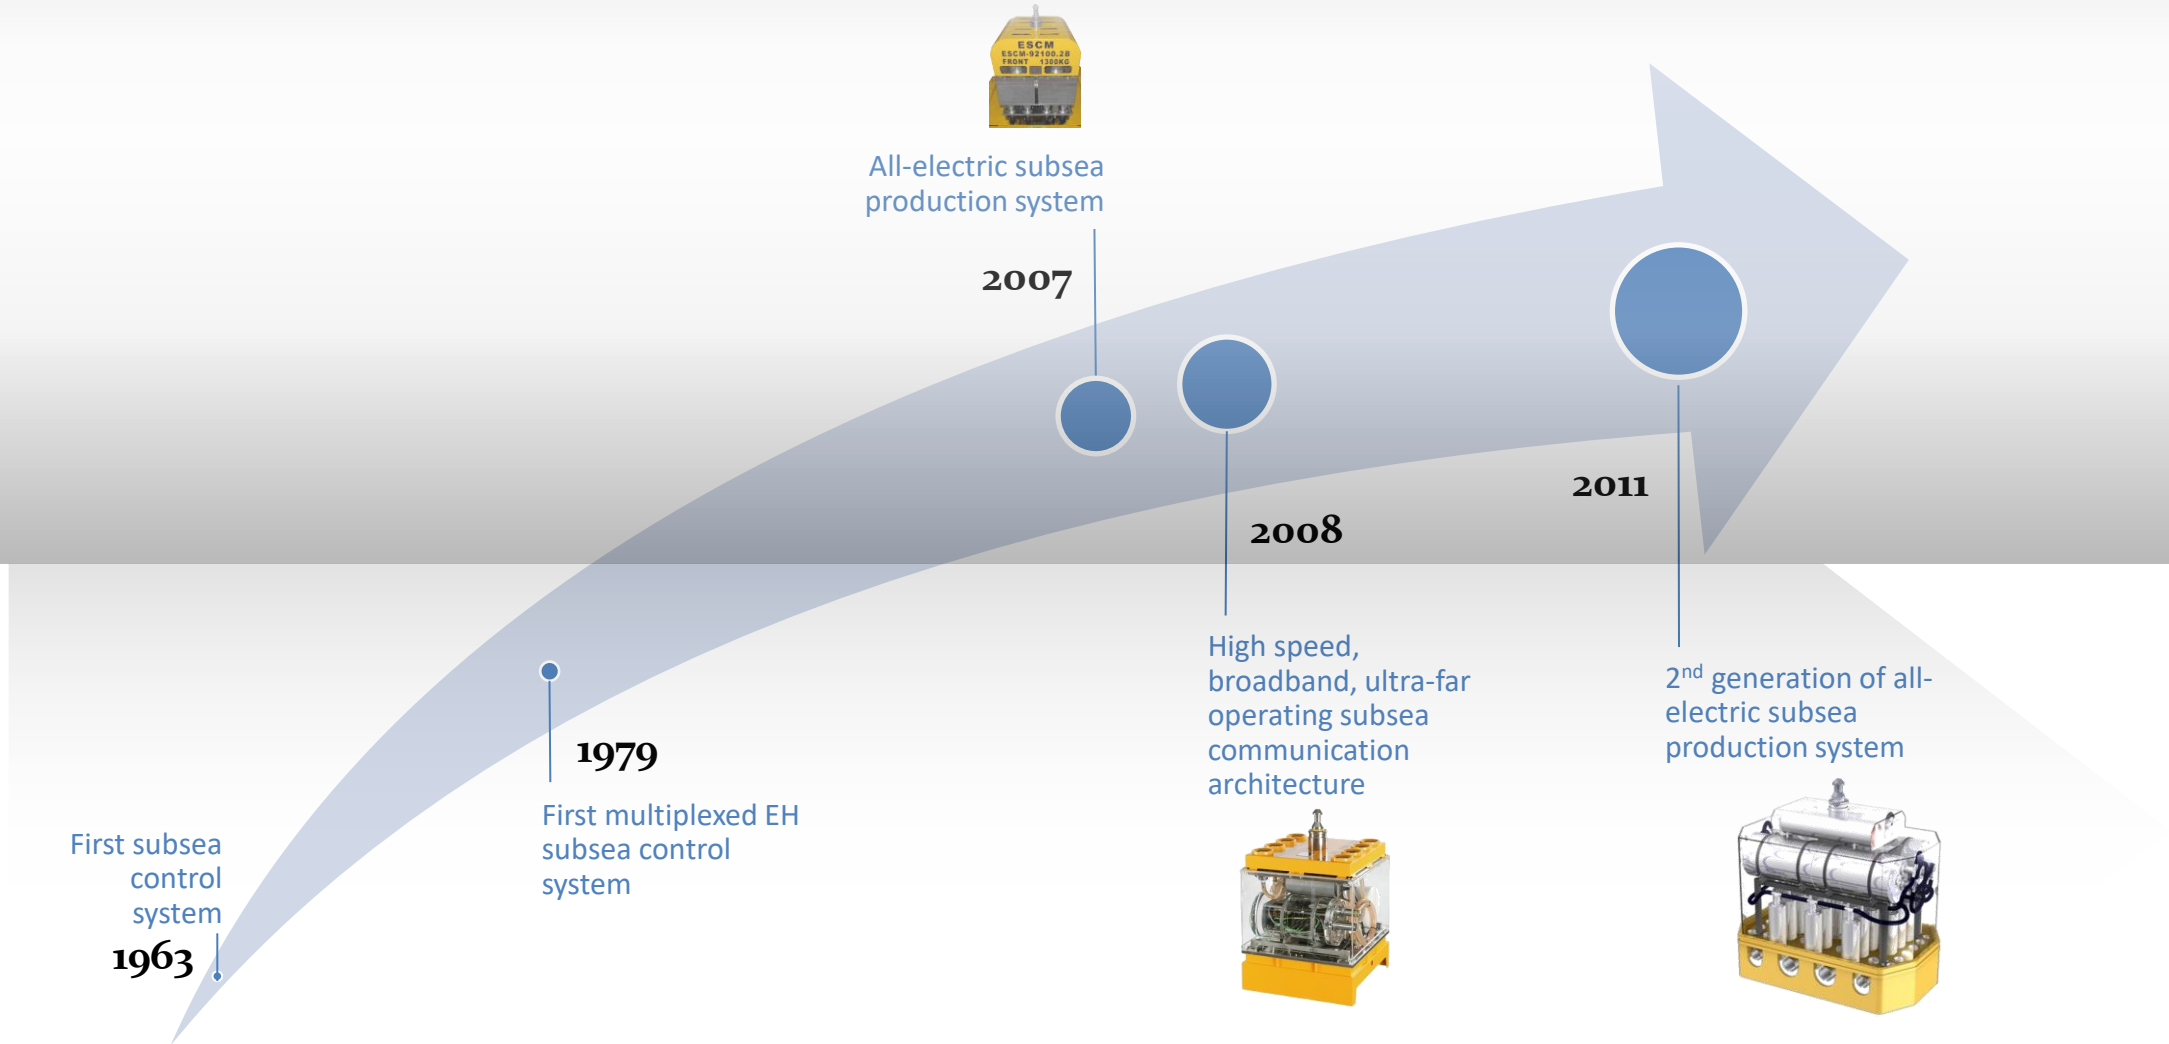 ESCM
ESCM-92100.2B
FRONT 1300KG
All-electric subsea
production system
2007
2008
High speed,
broadband, ultra-far
operating subsea
communication
architecture
2011
2nd generation of all-
electric subsea
production system
1979
First multiplexed EH
subsea control
system
First subsea
control
system
1963